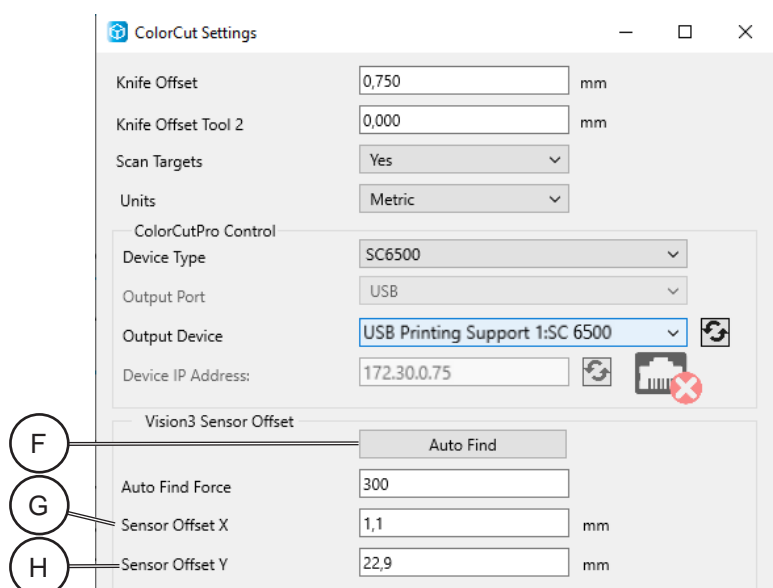 ColorCut Settings
Knife Offset 0,750 mm
Knife Offset Tool 2 0,000 mm
Scan Targets Yes
Units Metric
ColorCutPro Control
Device Type SC6500
Output Port USB
Output Device USB Printing Support 1:SC 6500
Device IP Address: 172.30.0.75
Vision3 Sensor Offset
F Auto Find
Auto Find Force 300
G Sensor Offset X 1,1 mm
H Sensor Offset Y 22,9 mm